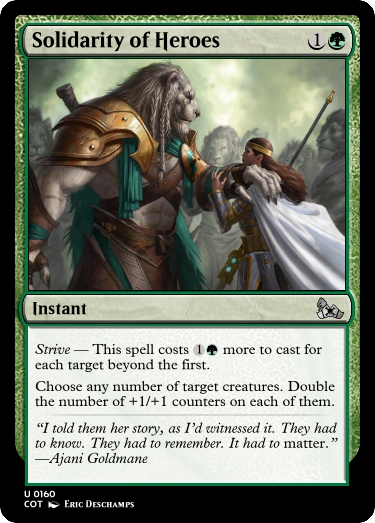 Solidarity of Heroes 1
Instant
Strive — This spell costs 1 more to cast for
each target beyond the first.
Choose any number of target creatures. Double
the number of +1/+1 counters on each of them.
“I told them her story, as I’d witnessed it. They had
to know. They had to remember. It had to matter.”
—Ajani Goldmane
U 0160
COT Eric Deschamps